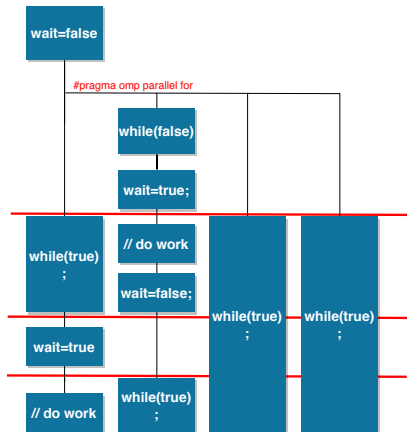 wait=false
#pragma omp parallel for
while(false)
wait=true;
while(true)
;
// do work
wait=false;
while(true)
;
while(true)
;
wait=true
// do work
while(true)
;